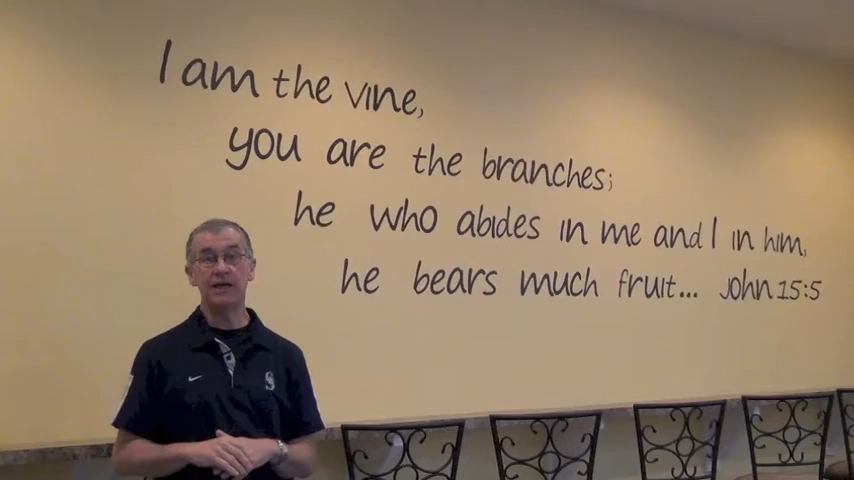 I am the vine,
you are the branches;
he who abides in me and I in him,
he bears much fruit... John 15:5